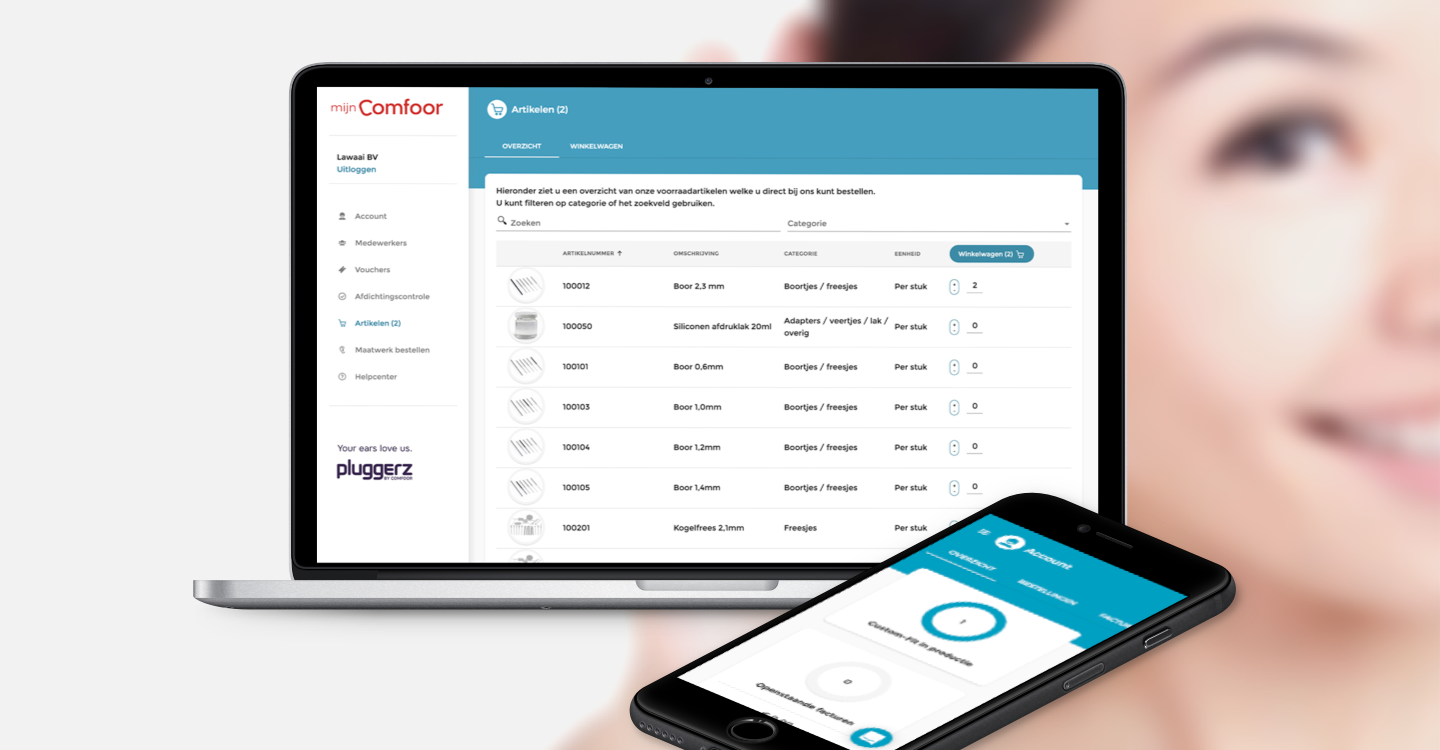 mijn Comfoor
Lawaai BV
Uitloggen
Account
Medewerkers
Vouchers
Afdichtingscontrole
Artikelen (2)
Maatwerk bestellen
Helpcenter
Your ears love us.
pluggerz
BY COMFOOR
Artikelen (2)
OVERZICHT WINKELWAGEN
Hieronder ziet u een overzicht van onze voorraadartikelen welke u direct bij ons kunt bestellen.
U kunt filteren op categorie of het zoekveld gebruiken.
Zoeken Categorie
ARTIKELNUMMER ↑ OMSCHRIJVING CATEGORIE EENHEID Winkelwagen (2)
100012 Boor 2,3 mm Boortjes / freesjes Per stuk 2
100050 Siliconen afdruklak 20ml Adapters / veertjes / lak / overig Per stuk 0
100101 Boor 0,6mm Boortjes / freesjes Per stuk 0
100103 Boor 1,0mm Boortjes / freesjes Per stuk 0
100104 Boor 1,2mm Boortjes / freesjes Per stuk 0
100105 Boor 1,4mm Boortjes / freesjes Per stuk 0
100201 Kogelfrees 2,1mm Freesjes Per stuk
Account
OVERZICHT BESTELLINGEN
1
Custom-Fit in productie
0
Openstaande facturen